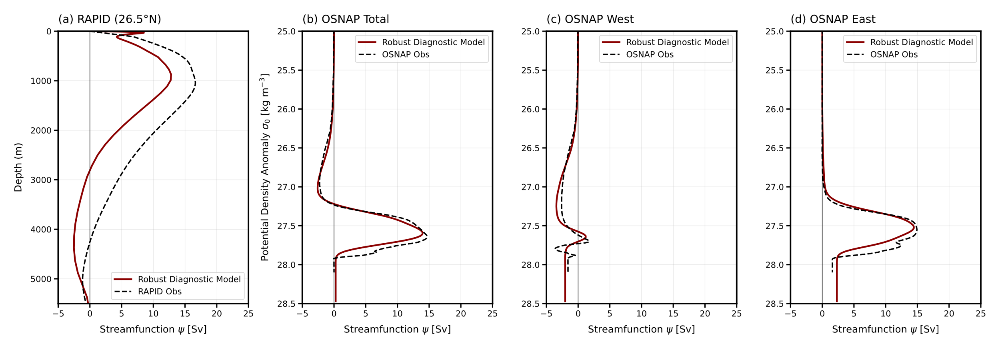 (a) RAPID (26.5°N)
0
1000
2000
3000
4000
5000
Depth (m)
−5 0 5 10 15 20 25
Streamfunction ψ [Sv]
Robust Diagnostic Model
RAPID Obs
(b) OSNAP Total
25.0
25.5
26.0
26.5
27.0
27.5
28.0
28.5
Potential Density Anomaly σ₀ [kg m⁻³]
−5 0 5 10 15 20 25
Streamfunction ψ [Sv]
Robust Diagnostic Model
OSNAP Obs
(c) OSNAP West
25.0
25.5
26.0
26.5
27.0
27.5
28.0
28.5
−5 0 5 10 15 20 25
Streamfunction ψ [Sv]
Robust Diagnostic Model
OSNAP Obs
(d) OSNAP East
25.0
25.5
26.0
26.5
27.0
27.5
28.0
28.5
−5 0 5 10 15 20 25
Streamfunction ψ [Sv]
Robust Diagnostic Model
OSNAP Obs